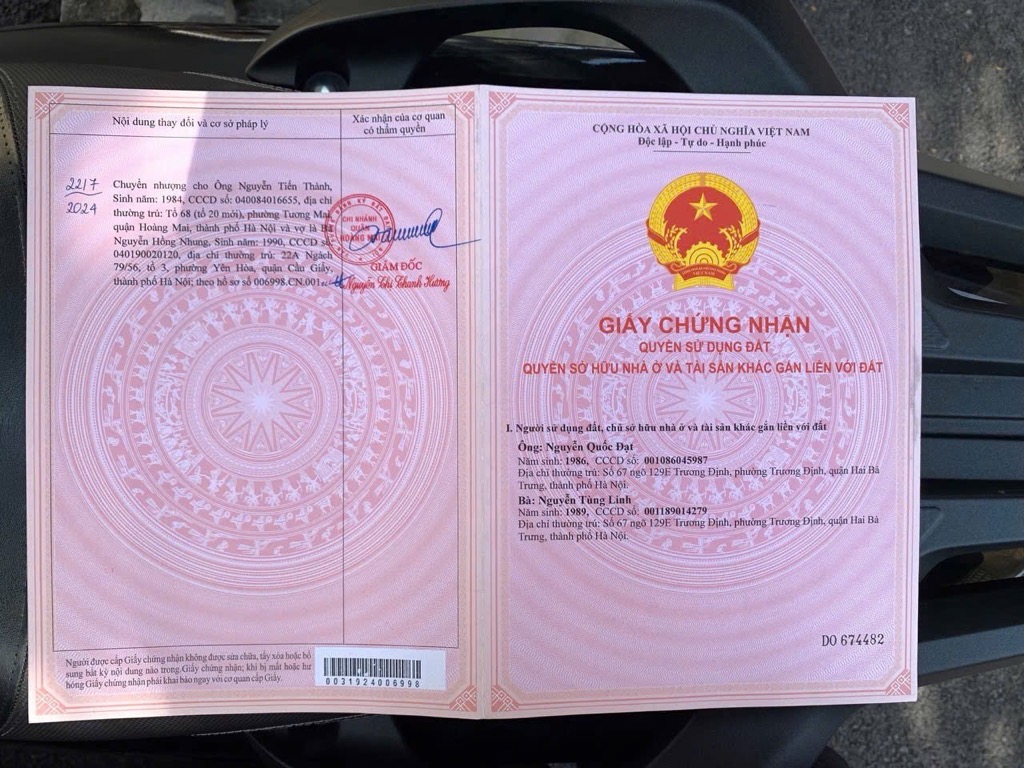 Nội dung thay đổi và cơ sở pháp lý
Xác nhận của cơ quan
có thẩm quyền
22/7
2024
Chuyển nhượng cho Ông Nguyễn Tiến Thành,
Sinh năm: 1984, CCCD số: 040084016655, địa chỉ
thường trú: Tổ 68 (tổ 20 mới), phường Tương Mai,
quận Hoàng Mai, thành phố Hà Nội và vợ là Bà
Nguyễn Hồng Nhung, Sinh năm: 1990, CCCD số
040190020120, địa chỉ thường trú: 22A Ngách
79/56, tổ 3, phường Yên Hòa, quận Cầu Giấy,
thành phố Hà Nội; theo hồ sơ số 006998.CN.001
CHI NHÁNH
QUẬN
HOÀNG MAI
GIÁM ĐỐC
Nguyễn Thị Thanh Hương
Người được cấp Giấy chứng nhận không được sửa chữa, tẩy xóa hoặc bổ
sung bất kỳ nội dung nào trong Giấy chứng nhận; khi bị mất hoặc hư
hỏng Giấy chứng nhận phải khai báo ngay với cơ quan cấp Giấy.
0031924006998
CỘNG HÒA XÃ HỘI CHỦ NGHĨA VIỆT NAM
Độc lập - Tự do - Hạnh phúc
VIỆT NAM
GIẤY CHỨNG NHẬN
QUYỀN SỬ DỤNG ĐẤT
QUYỀN SỞ HỮU NHÀ Ở VÀ TÀI SẢN KHÁC GẮN LIỀN VỚI ĐẤT
I. Người sử dụng đất, chủ sở hữu nhà ở và tài sản khác gắn liền với đất
Ông: Nguyễn Quốc Đạt
Năm sinh: 1986, CCCD số: 001086045987
Địa chỉ thường trú: Số 67 ngõ 129E Trương Định, phường Trương Định, quận Hai Bà
Trưng, thành phố Hà Nội.
Bà: Nguyễn Tùng Linh
Năm sinh: 1989, CCCD số: 001189014279
Địa chỉ thường trú: Số 67 ngõ 129E Trương Định, phường Trương Định, quận Hai Bà
Trưng, thành phố Hà Nội.
DO 674482